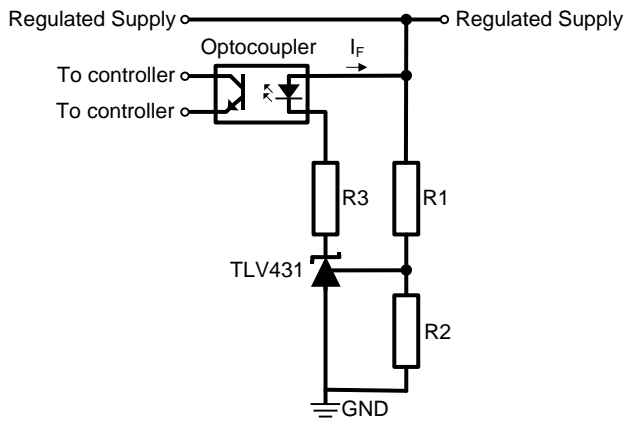 Regulated Supply
Regulated Supply
Optocoupler
IF
To controller
To controller
R3
R1
TLV431
R2
GND